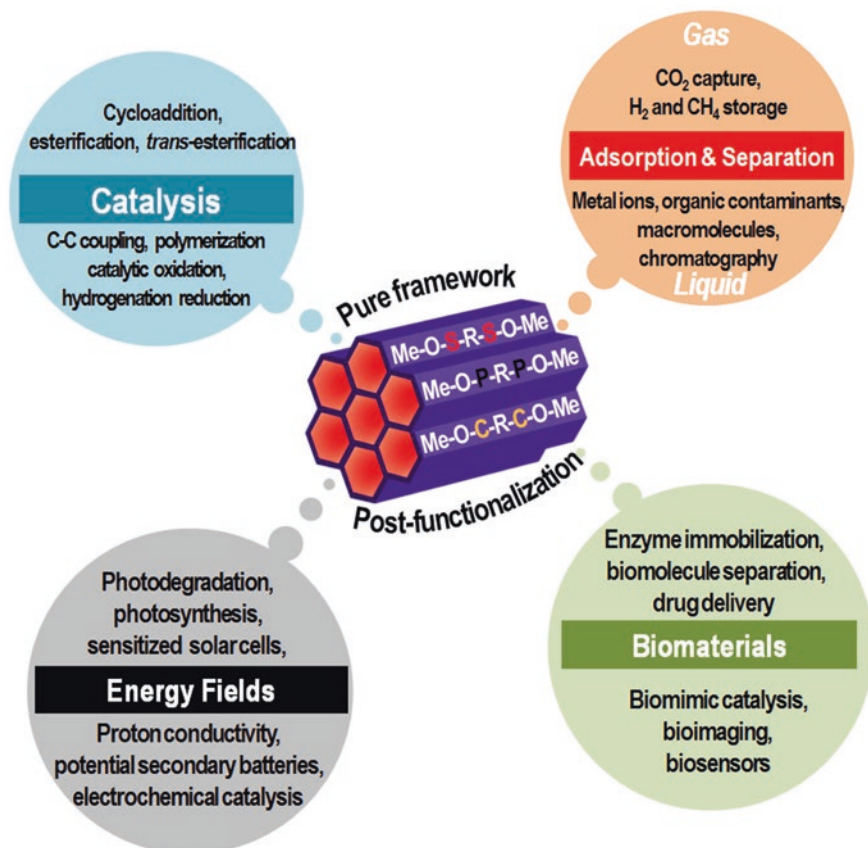 Cycloaddition,
esterification, trans-esterification
Catalysis
C-C coupling, polymerization
catalytic oxidation,
hydrogenation reduction
Gas
CO₂ capture,
H₂ and CH₄ storage
Adsorption & Separation
Metal ions, organic contaminants,
macromolecules,
chromatography
Liquid
Pure framework
Me-O-S-R-S-O-Me
Me-O-P-R-P-O-Me
Me-O-C-R-C-O-Me
Post-functionalization
Photodegradation,
photosynthesis,
sensitized solarcells,
Energy Fields
Proton conductivity,
potential secondary batteries,
electrochemical catalysis
Enzyme immobilization,
biomolecule separation,
drug delivery
Biomaterials
Biomimic catalysis,
bioimaging,
biosensors